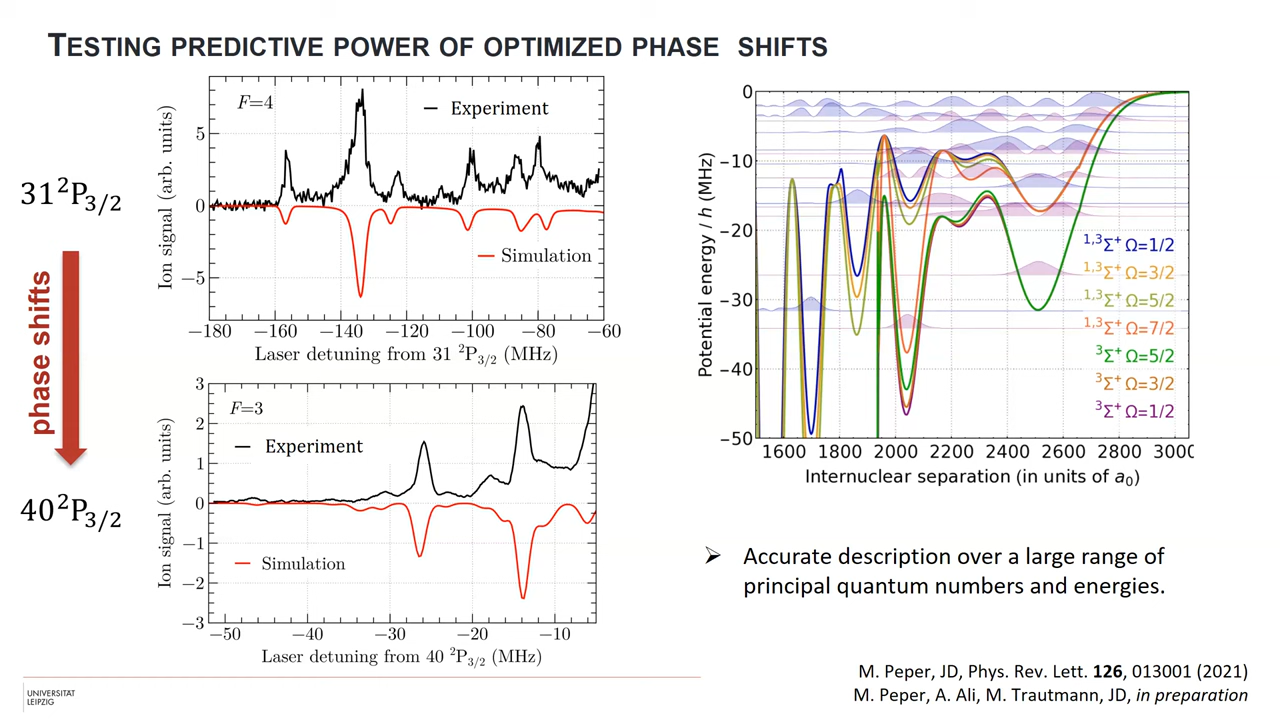 TESTING PREDICTIVE POWER OF OPTIMIZED PHASE SHIFTS
31²P₃/₂
phase shifts
40²P₃/₂
F=4
Experiment
Simulation
Ion signal (arb. units)
5
0
−5
−180 −160 −140 −120 −100 −80 −60
Laser detuning from 31 ²P₃/₂ (MHz)
F=3
Experiment
Simulation
Ion signal (arb. units)
3
2
1
0
−1
−2
−3
−50 −40 −30 −20 −10
Laser detuning from 40 ²P₃/₂ (MHz)
Potential energy / h (MHz)
0
−10
−20
−30
−40
−50
¹,³Σ⁺ Ω=1/2
¹,³Σ⁺ Ω=3/2
¹,³Σ⁺ Ω=5/2
¹,³Σ⁺ Ω=7/2
³Σ⁺ Ω=5/2
³Σ⁺ Ω=3/2
³Σ⁺ Ω=1/2
1600 1800 2000 2200 2400 2600 2800 3000
Internuclear separation (in units of a₀)
➢ Accurate description over a large range of
principal quantum numbers and energies.
M. Peper, JD, Phys. Rev. Lett. 126, 013001 (2021)
M. Peper, A. Ali, M. Trautmann, JD, in preparation
UNIVERSITÄT
LEIPZIG